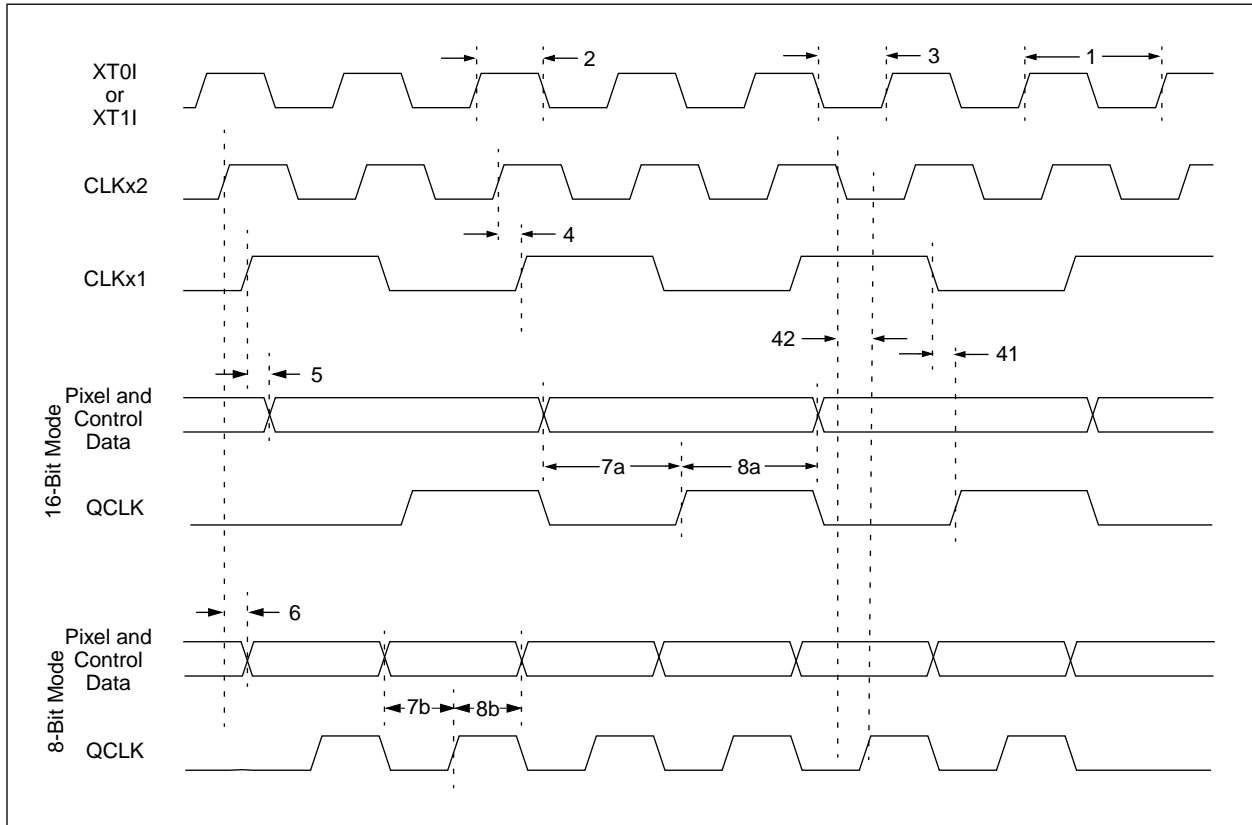 XT0I
or
XT1I
2
3
1
CLKx2
4
CLKx1
42
41
5
16-Bit Mode
Pixel and
Control
Data
7a
8a
QCLK
6
8-Bit Mode
Pixel and
Control
Data
7b
8b
QCLK